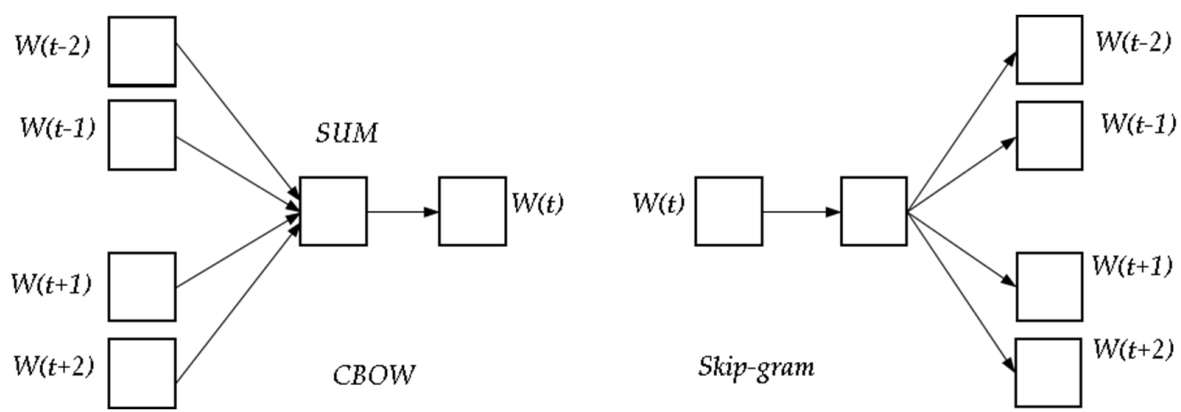 W(t-2)
W(t-1)
SUM
W(t)
W(t+1)
W(t+2)
CBOW
W(t)
W(t-2)
W(t-1)
W(t+1)
W(t+2)
Skip-gram